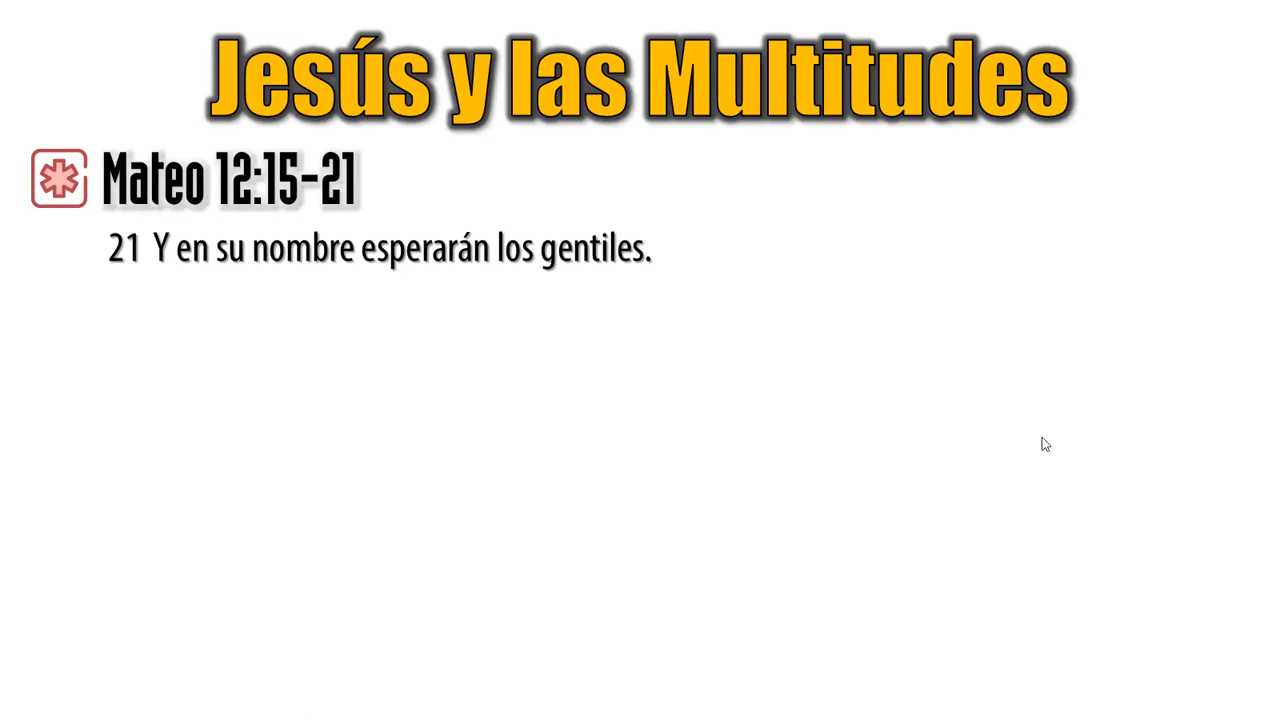 Jesús y las Multitudes
Mateo 12:15-21
21 Y en su nombre esperarán los gentiles.